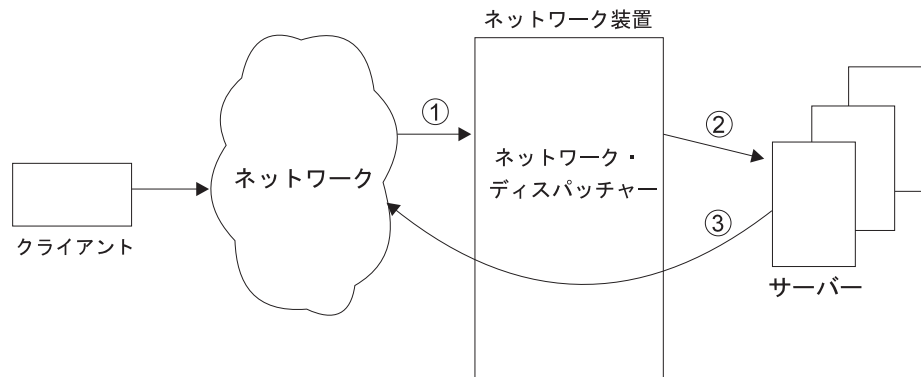 ネットワーク装置
①
②
ネットワーク・
ディスパッチャー
ネットワーク
③
クライアント
サーバー